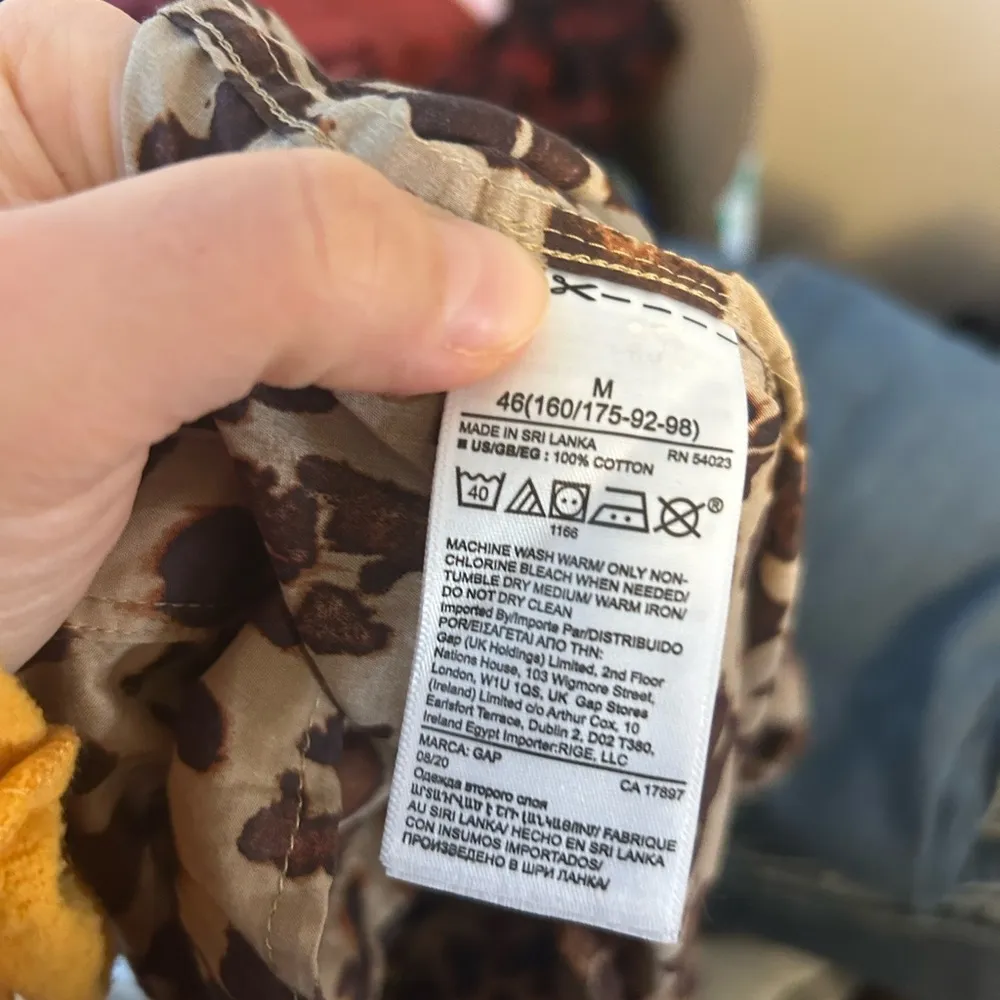 M
46(160/175-92-98)
MADE IN SRI LANKA RN 54023
US/GB/EG : 100% COTTON
40 ®
1166
MACHINE WASH WARM/ ONLY NON-
CHLORINE BLEACH WHEN NEEDED/
TUMBLE DRY MEDIUM/ WARM IRON/
DO NOT DRY CLEAN
Imported By/Importe Par/DISTRIBUIDO
POR/ΕΙΣΑΓΕΤΑΙ ΑΠΟ ΤΗΝ:
Gap (UK Holdings) Limited, 2nd Floor
Nations House, 103 Wigmore Street,
London, W1U 1QS, UK Gap Stores
(Ireland) Limited c/o Arthur Cox, 10
Earlsfort Terrace, Dublin 2, D02 T380,
Ireland Egypt Importer:RIGE, LLC
MARCA: GAP CA 17897
08/20
Одежда второго слоя
ԱՐՏԱԴՐՎԱԾ Է ՇՐԻ ԼԱՆԿԱՅՈՒՄ/ FABRIQUE
AU SIRI LANKA/ HECHO EN SRI LANKA
CON INSUMOS IMPORTADOS/
ПРОИЗВЕДЕНО В ШРИ ЛАНКА/